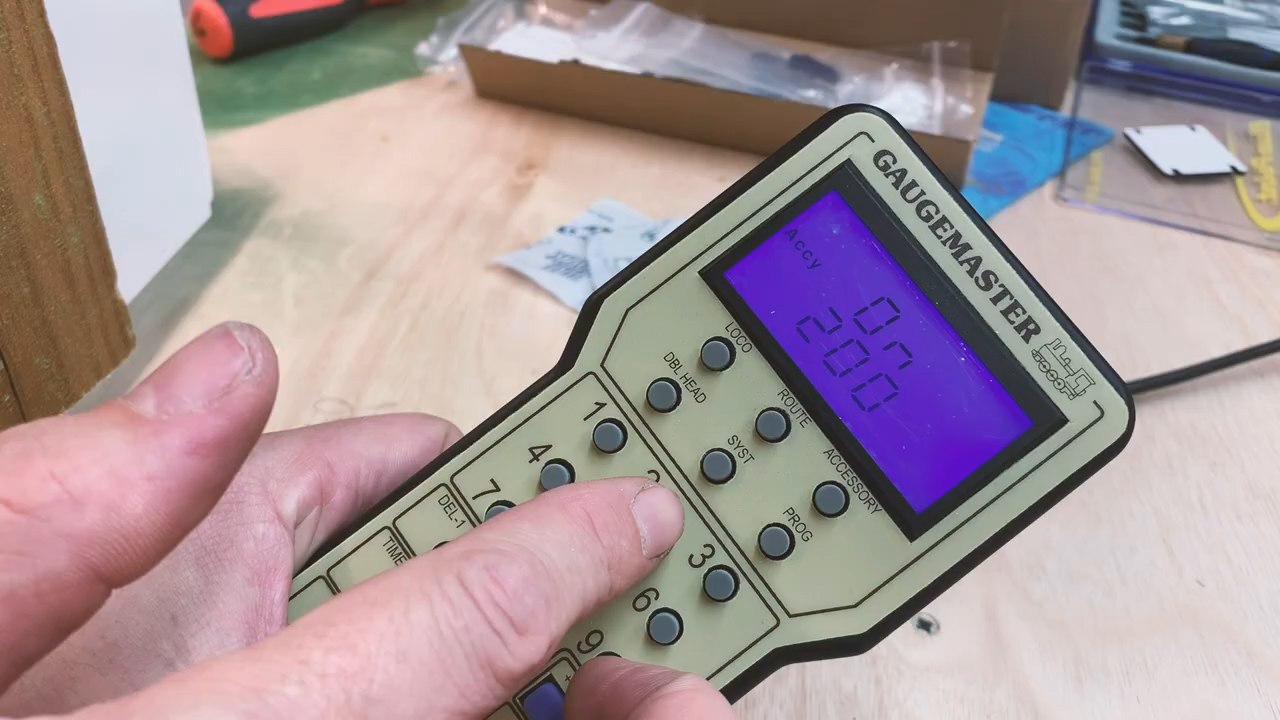 GAUGEMASTER
Accy
07
200
LOCO
ROUTE
ACCESSORY
DBL HEAD
SYST
PROG
1
3
4
6
7
9
DEL-1
TIME